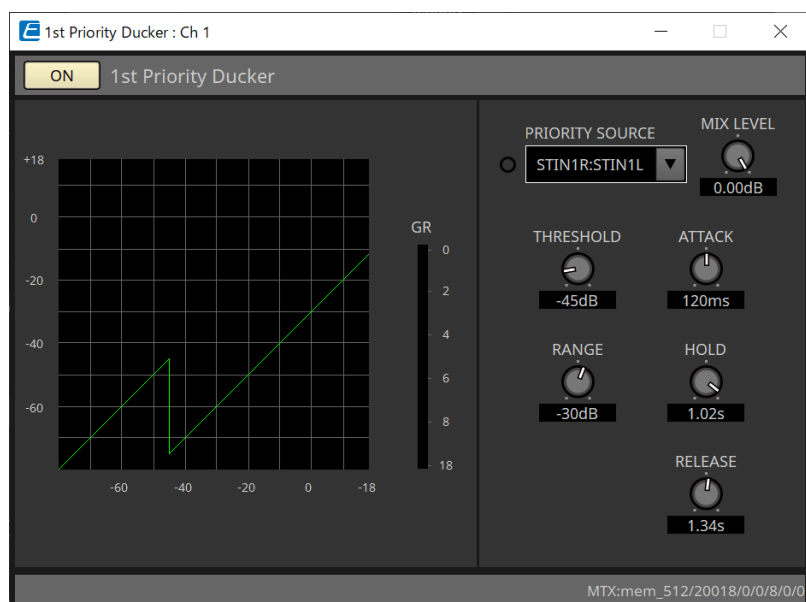 1st Priority Ducker : Ch 1
ON 1st Priority Ducker
PRIORITY SOURCE
STIN1R:STIN1L
MIX LEVEL
0.00dB
THRESHOLD
-45dB
ATTACK
120ms
RANGE
-30dB
HOLD
1.02s
RELEASE
1.34s
+18
0
-20
-40
-60
-60 -40 -20 0 -18
GR
0
2
4
6
8
18
MTX:mem_512/20018/0/0/8/0/0